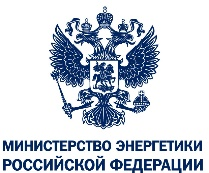 МИНИСТЕРСТВО ЭНЕРГЕТИКИ
РОССИЙСКОЙ ФЕДЕРАЦИИ